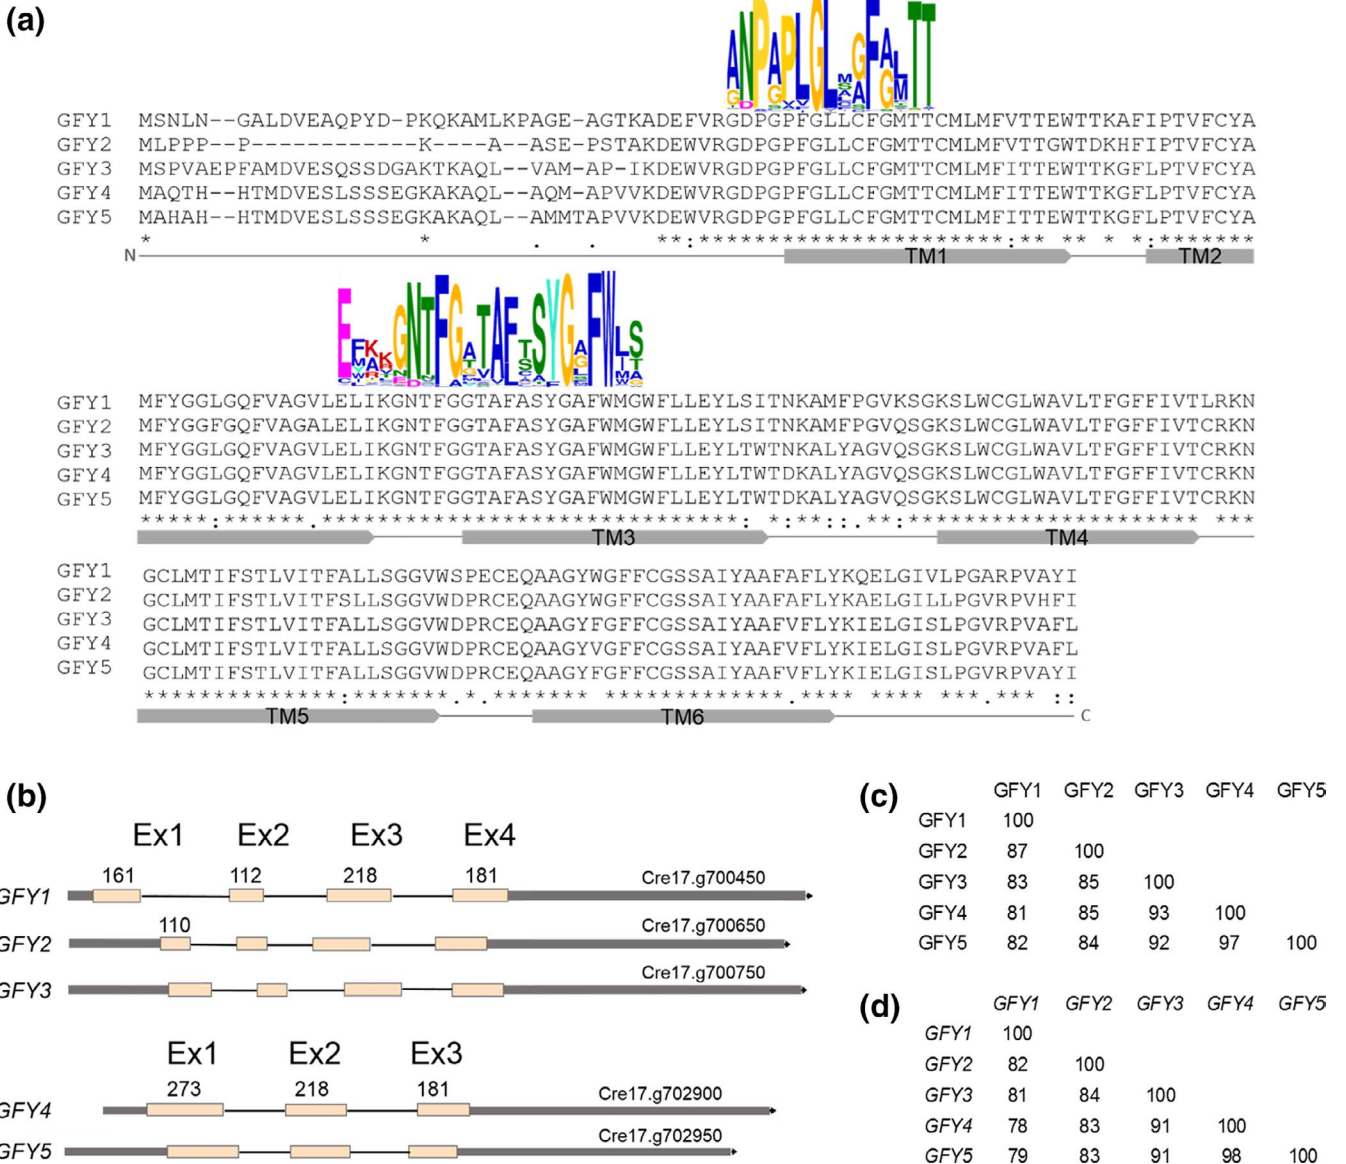 (a)
GFY1 MSNLN--GALDVEAQPYD-PKQKAMLKPAGE-AGTKADEFVRGDPGPFGLLCFGMTTCMLMFVTTEWTTKAFIPTVFCYA
GFY2 MLPPP--P------------K----A--ASE-PSTAKDEWVRGDPGPFGLLCFGMTTCMLMFVTTGWTDKHFIPTVFCYA
GFY3 MSPVAEPFAMDVESQSSDGAKTKAQL--VAM-AP-IKDEWVRGDPGPFGLLCFGMTTCMLMFITTEWTTKGFLPTVFCYA
GFY4 MAQTH--HTMDVESLSSSEGKAKAQL--AQM-APVVKDEWVRGDPGPFGLLCFGMTTCMLMFITTEWTTKGFLPTVFCYA
GFY5 MAHAH--HTMDVESLSSSEGKAKAQL--AMMTAPVVKDEWVRGDPGPFGLLCFGMTTCMLMFITTEWTTKGFLPTVFCYA
N TM1 TM2
GFY1 MFYGGLGQFVAGVLELIKGNTFGGTAFASYGAFWMGWFLLEYLSITNKAMFPGVKSGKSLWCGLWAVLTFGFFIVTLRKN
GFY2 MFYGGFGQFVAGALELIKGNTFGGTAFASYGAFWMGWFLLEYLSITNKAMFPGVQSGKSLWCGLWAVLTFGFFIVTCRKN
GFY3 MFYGGLGQFVAGVLELIKGNTFGGTAFASYGAFWMGWFLLEYLTWTNKALYAGVQSGKSLWCGLWAVLTFGFFIVTCRKN
GFY4 MFYGGLGQFVAGVLELIKGNTFGGTAFASYGAFWMGWFLLEYLTWTDKALYAGVQSGKSLWCGLWAVLTFGFFIVTCRKN
GFY5 MFYGGLGQFVAGVLELIKGNTFGGTAFASYGAFWMGWFLLEYLTWTDKALYAGVQSGKSLWCGLWAVLTFGFFIVTCRKN
TM3 TM4
GFY1 GCLMTIFSTLVITFALLSGGVWSPECEQAAGYWGFFCGSSAIYAAFAFLYKQELGIVLPGARPVAYI
GFY2 GCLMTIFSTLVITFSLLSGGVWDPRCEQAAGYWGFFCGSSAIYAAFAFLYKAELGILLPGVRPVHFI
GFY3 GCLMTIFSTLVITFALLSGGVWDPRCEQAAGYFGFFCGSSAIYAAFVFLYKIELGISLPGVRPVAFL
GFY4 GCLMTIFSTLVITFALLSGGVWDPRCEQAAGYVGFFCGSSAIYAAFVFLYKIELGISLPGVRPVAFL
GFY5 GCLMTIFSTLVITFALLSGGVWDPRCEQAAGYFGFFCGSSAIYAAFVFLYKIELGISLPGVRPVAYI
TM5 TM6 C
(b)
Ex1 Ex2 Ex3 Ex4
161 112 218 181 Cre17.g700450
GFY1
110 Cre17.g700650
GFY2
Cre17.g700750
GFY3
Ex1 Ex2 Ex3
273 218 181 Cre17.g702900
GFY4
Cre17.g702950
GFY5
(c)
GFY1 GFY2 GFY3 GFY4 GFY5
GFY1 100
GFY2 87 100
GFY3 83 85 100
GFY4 81 85 93 100
GFY5 82 84 92 97 100
(d)
GFY1 GFY2 GFY3 GFY4 GFY5
GFY1 100
GFY2 82 100
GFY3 81 84 100
GFY4 78 83 91 100
GFY5 79 83 91 98 100